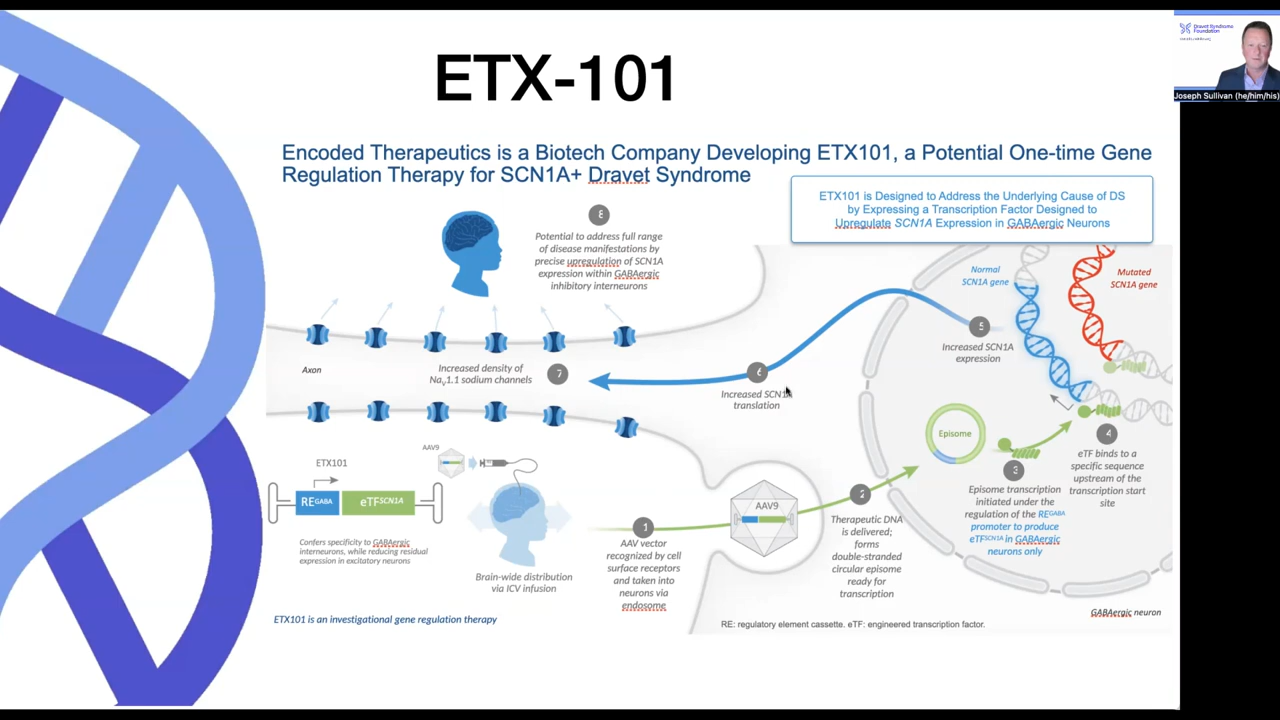 ETX-101
Encoded Therapeutics is a Biotech Company Developing ETX101, a Potential One-time Gene
Regulation Therapy for SCN1A+ Dravet Syndrome
ETX101 is Designed to Address the Underlying Cause of DS
by Expressing a Transcription Factor Designed to
Upregulate SCN1A Expression in GABAergic Neurons
8
Potential to address full range
of disease manifestations by
precise upregulation of SCN1A
expression within GABAergic
inhibitory interneurons
Normal
SCN1A gene
Mutated
SCN1A gene
5
Increased SCN1A
expression
Axon
Increased density of
Nav1.1 sodium channels
7
6
Increased SCN1A
translation
4
eTF binds to a
specific sequence
upstream of the
transcription start
site
Episome
3
Episome transcription
initiated under the
regulation of the REGABA
promoter to produce
eTFSCN1A in GABAergic
neurons only
AAV9
ETX101
REGABA
eTFSCN1A
Confers specificity to GABAergic
interneurons, while reducing residual
expression in excitatory neurons
Brain-wide distribution
via ICV infusion
1
AAV vector
recognized by cell
surface receptors
and taken into
neurons via
endosome
AAV9
2
Therapeutic DNA
is delivered;
forms
double-stranded
circular episome
ready for
transcription
GABAergic neuron
ETX101 is an investigational gene regulation therapy
RE: regulatory element cassette. eTF: engineered transcription factor.
Dravet Syndrome
Foundation
Joseph Sullivan (he/him/his)